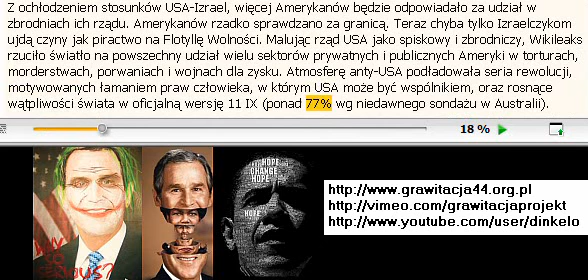 Z ochłodzeniem stosunków USA-Izrael, więcej Amerykanów będzie odpowiadało za udział w
zbrodniach ich rządu. Amerykanów rzadko sprawdzano za granicą. Teraz chyba tylko Izraelczykom
ujdą czyny jak piractwo na Flotyllę Wolności. Malując rząd USA jako spiskowy i zbrodniczy, Wikileaks
rzuciło światło na powszechny udział wielu sektorów prywatnych i publicznych Ameryki w torturach,
morderstwach, porwaniach i wojnach dla zysku. Atmosferę anty-USA podładowała seria rewolucji,
motywowanych łamaniem praw człowieka, w którym USA może być wspólnikiem, oraz rosnące
wątpliwości świata w oficjalną wersję 11 IX (ponad 77% wg niedawnego sondażu w Australii).
18 %
HOPE
CHANGE
HOPE
WHY SO SERIOUS?
http://www.grawitacja44.org.pl
http://vimeo.com/grawitacjaprojekt
http://www.youtube.com/user/dinkelo